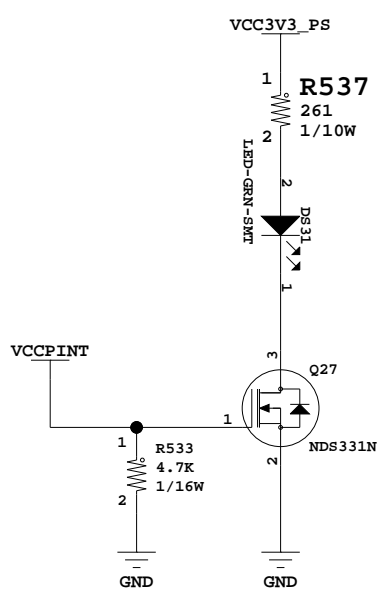 VCC3V3_PS
1
R537
261
1/10W
2
LED-GRN-SMT
2
DS31
1
VCCPINT
3
Q27
1
NDS331N
2
1
R533
4.7K
1/16W
2
GND
GND